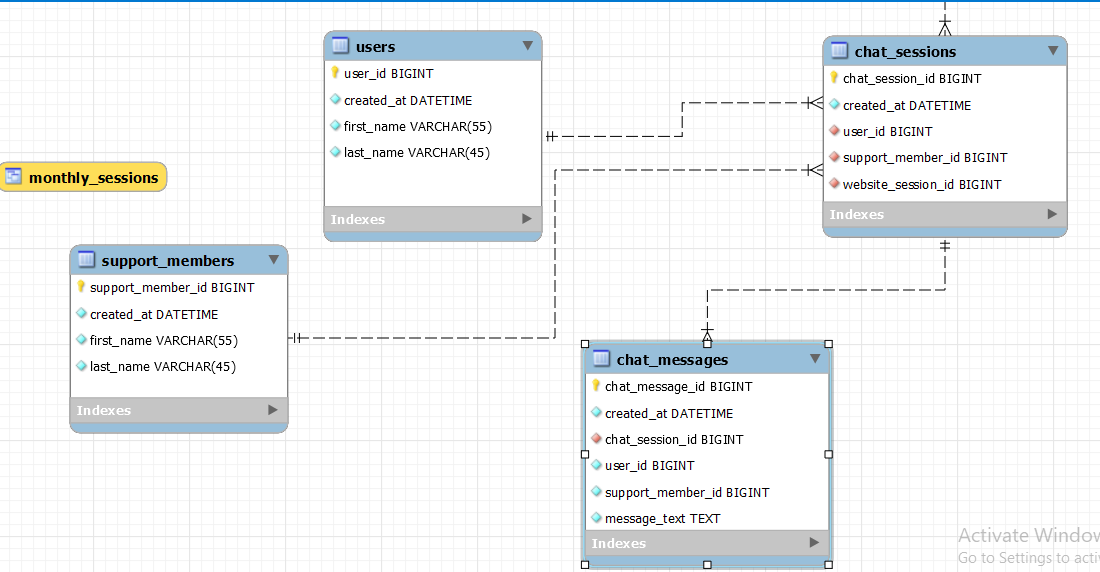 users
user_id BIGINT
created_at DATETIME
first_name VARCHAR(55)
last_name VARCHAR(45)
Indexes
chat_sessions
chat_session_id BIGINT
created_at DATETIME
user_id BIGINT
support_member_id BIGINT
website_session_id BIGINT
Indexes
monthly_sessions
support_members
support_member_id BIGINT
created_at DATETIME
first_name VARCHAR(55)
last_name VARCHAR(45)
Indexes
chat_messages
chat_message_id BIGINT
created_at DATETIME
chat_session_id BIGINT
user_id BIGINT
support_member_id BIGINT
message_text TEXT
Indexes
Activate Window
Go to Settings to acti